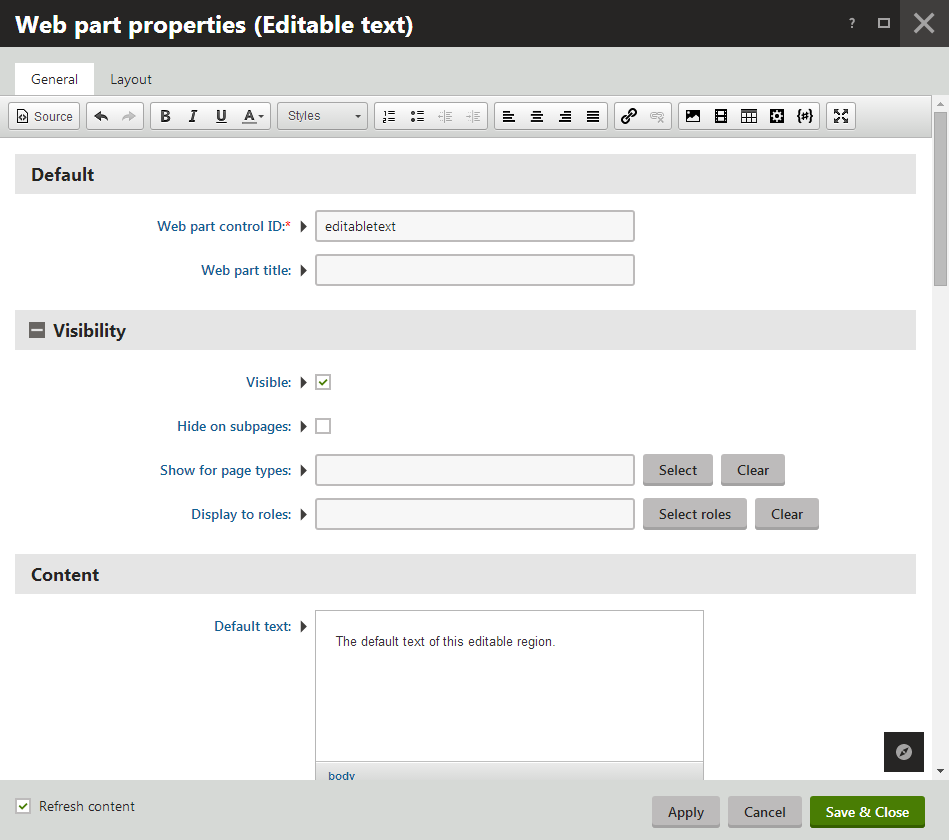 Web part properties (Editable text) ?
General Layout
Source B I U A Styles {#}
Default
Web part control ID:* editabletext
Web part title:
Visibility
Visible:
Hide on subpages:
Show for page types: Select Clear
Display to roles: Select roles Clear
Content
Default text: The default text of this editable region.
body
Refresh content Apply Cancel Save & Close